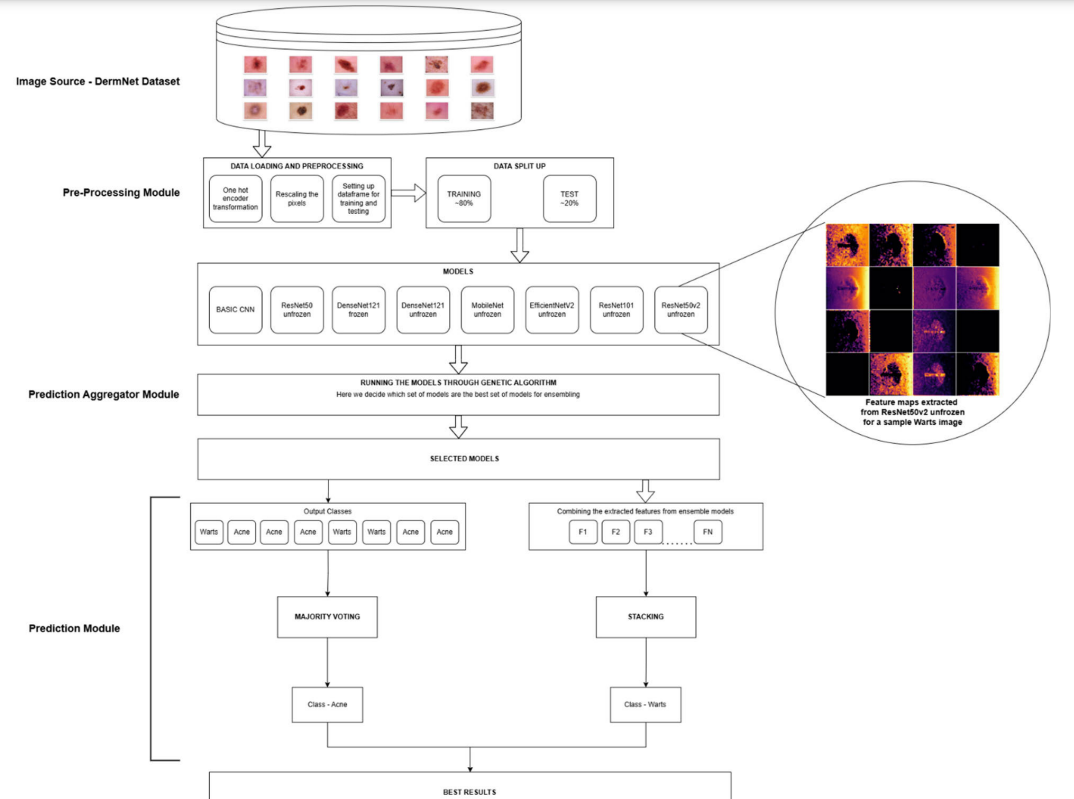 Image Source - DermNet Dataset
Pre-Processing Module
DATA LOADING AND PREPROCESSING
One hot
encoder
transformation
Rescaling the
pixels
Setting up
dataframe for
training and
testing
DATA SPLIT UP
TRAINING
~80%
TEST
~20%
MODELS
BASIC CNN
ResNet50
unfrozen
DenseNet121
frozen
DenseNet121
unfrozen
MobileNet
unfrozen
EfficientNetV2
unfrozen
ResNet101
unfrozen
ResNet50v2
unfrozen
Feature maps extracted
from ResNet50v2 unfrozen
for a sample Warts image
Prediction Aggregator Module
RUNNING THE MODELS THROUGH GENETIC ALGORITHM
Here we decide which set of models are the best set of models for ensembling
SELECTED MODELS
Prediction Module
Output Classes
Warts
Acne
Acne
Acne
Warts
Warts
Acne
Acne
MAJORITY VOTING
Class - Acne
Combining the extracted features from ensemble models
F1
F2
F3
.......
FN
STACKING
Class - Warts
BEST RESULTS